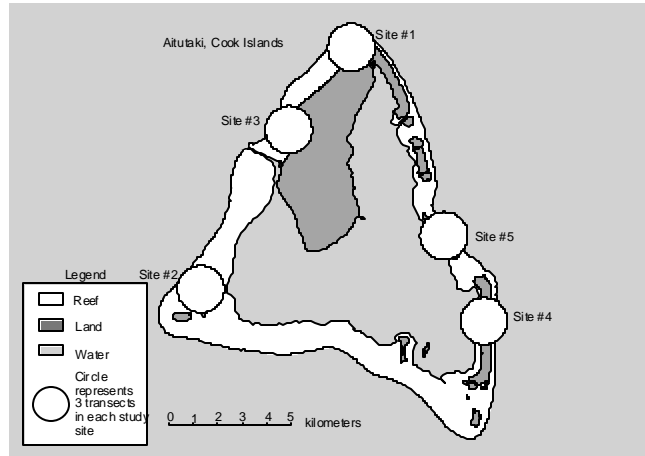 Site #1
Aitutaki, Cook Islands
Site #3
Site #5
Site #2
Site #4
Legend
Reef
Land
Water
Circle
represents
3 transects
in each study
site
0 1 2 3 4 5
kilometers